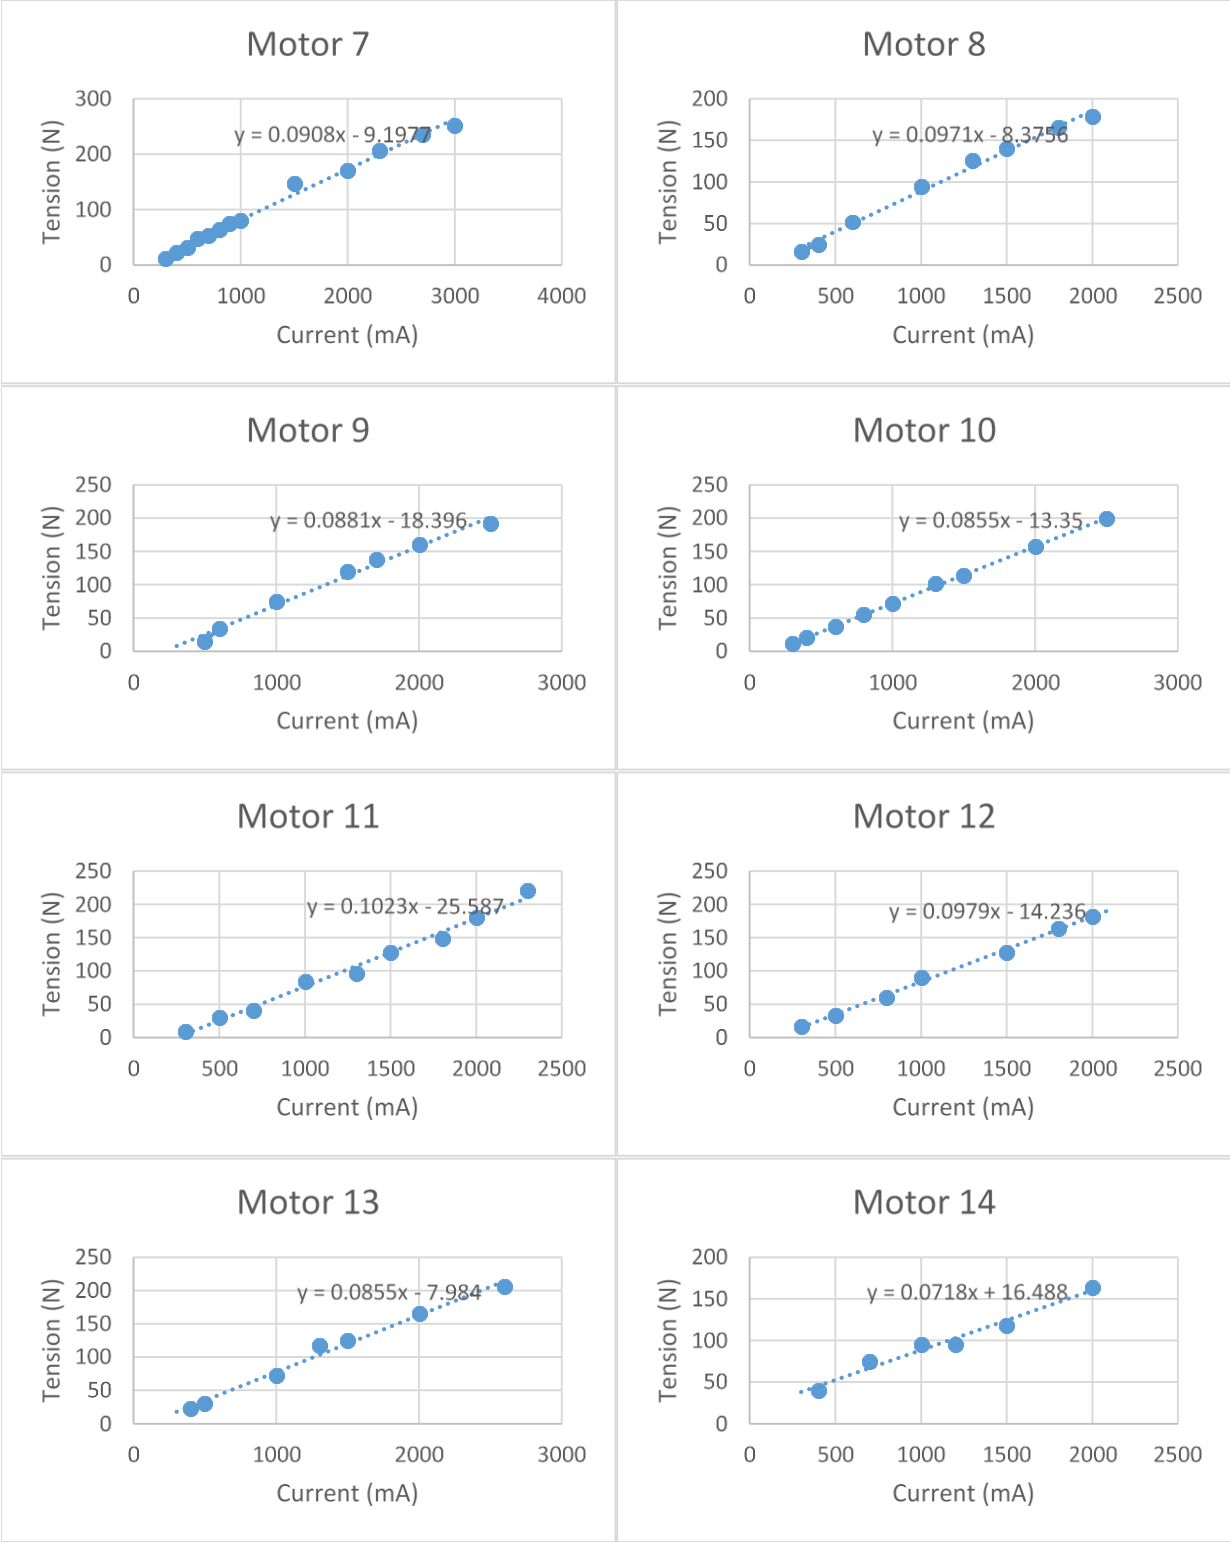 Motor 7
300
200
100
0
0 1000 2000 3000 4000
Tension (N)
Current (mA)
y = 0.0908x - 9.1977
Motor 8
200
150
100
50
0
0 500 1000 1500 2000 2500
Tension (N)
Current (mA)
y = 0.0971x - 8.3756
Motor 9
250
200
150
100
50
0
0 1000 2000 3000
Tension (N)
Current (mA)
y = 0.0881x - 18.396
Motor 10
250
200
150
100
50
0
0 1000 2000 3000
Tension (N)
Current (mA)
y = 0.0855x - 13.35
Motor 11
250
200
150
100
50
0
0 500 1000 1500 2000 2500
Tension (N)
Current (mA)
y = 0.1023x - 25.587
Motor 12
250
200
150
100
50
0
0 500 1000 1500 2000 2500
Tension (N)
Current (mA)
y = 0.0979x - 14.236
Motor 13
250
200
150
100
50
0
0 1000 2000 3000
Tension (N)
Current (mA)
y = 0.0855x - 7.984
Motor 14
200
150
100
50
0
0 500 1000 1500 2000 2500
Tension (N)
Current (mA)
y = 0.0718x + 16.488